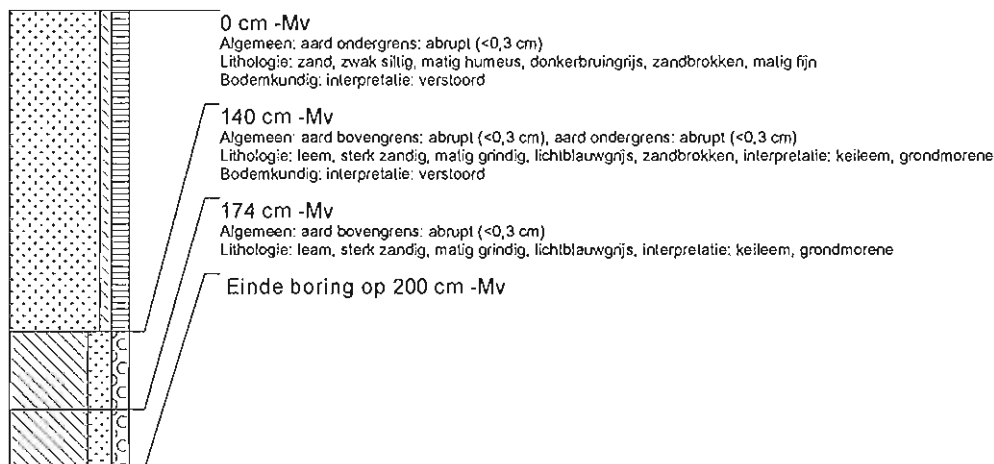 0 cm -Mv
Algemeen: aard ondergrens: abrupt (<0,3 cm)
Lithologie: zand, zwak siltig, matig humeus, donkerbruingrijs, zandbrokken, matig fijn
Bodemkundig: interpretatie: verstoord
140 cm -Mv
Algemeen: aard bovengrens: abrupt (<0,3 cm), aard ondergrens: abrupt (<0,3 cm)
Lithologie: leem, sterk zandig, matig grindig, lichtblauwgrijs, zandbrokken, interpretatie: keileem, grondmorene
Bodemkundig: interpretatie: verstoord
174 cm -Mv
Algemeen: aard bovengrens: abrupt (<0,3 cm)
Lithologie: leem, sterk zandig, matig grindig, lichtblauwgrijs, interpretatie: keileem, grondmorene
Einde boring op 200 cm -Mv